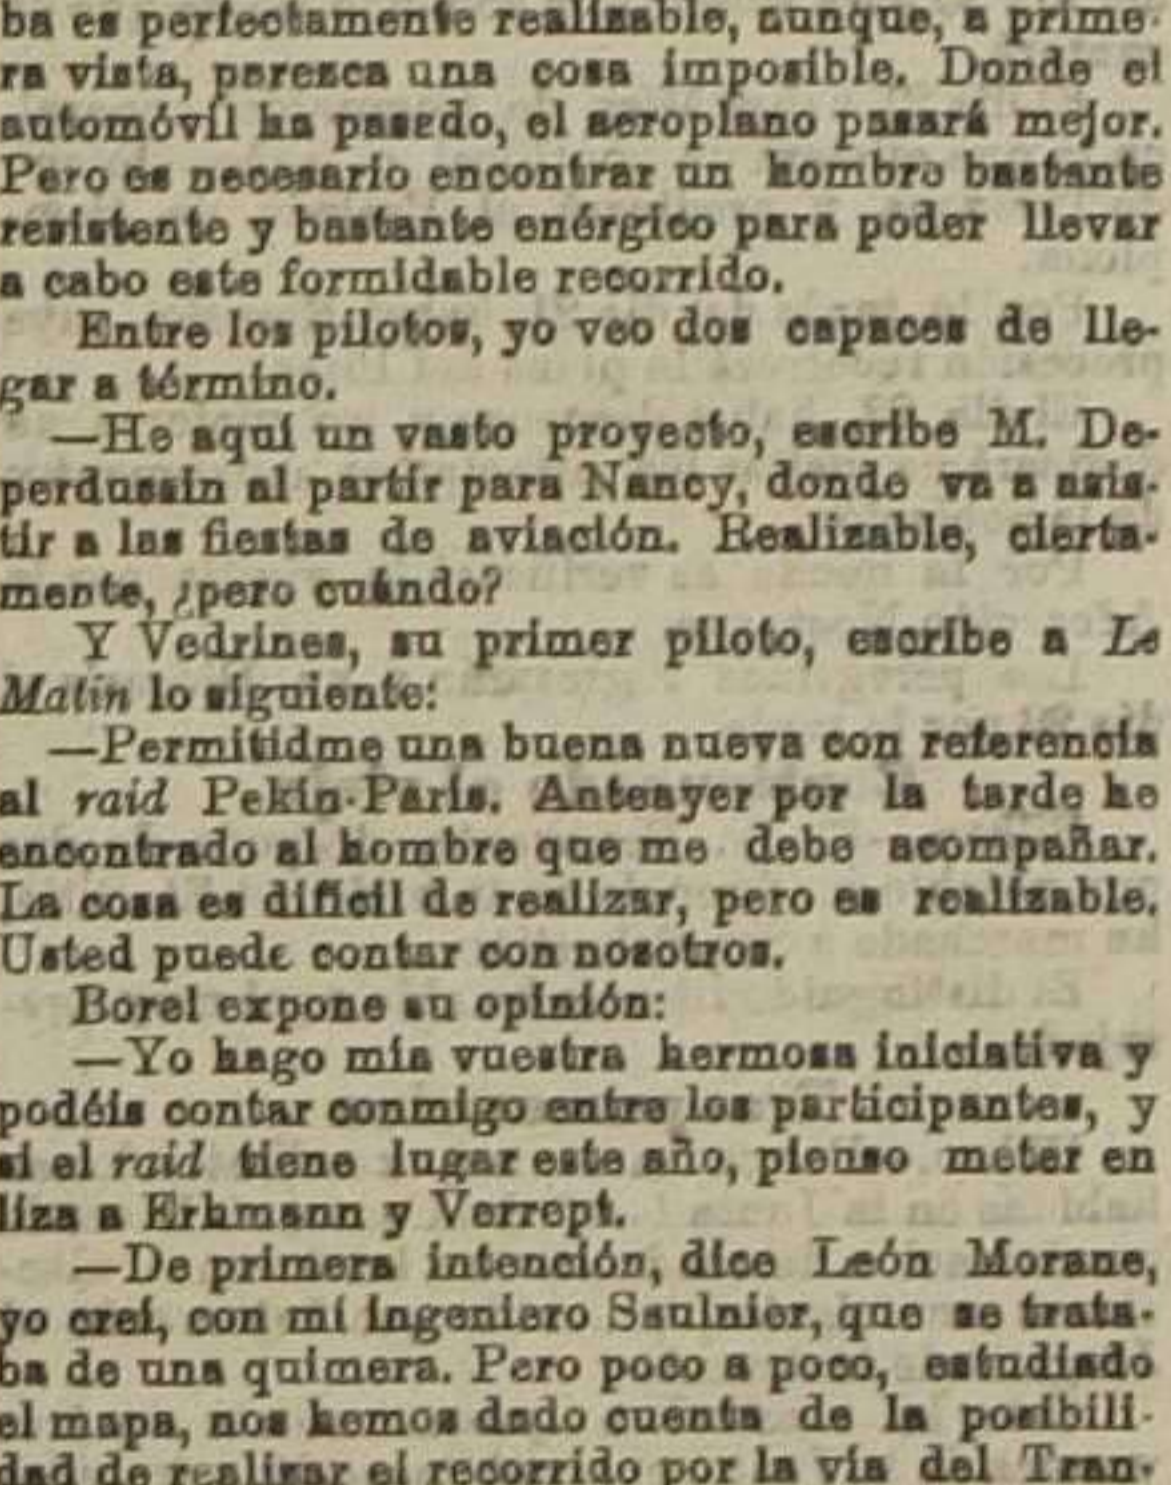 ba es perfectamente realizable, aunque, a prime-
ra vista, parezca una cosa imposible. Donde el
automóvil ha pasado, el aeroplano pasará mejor.
Pero es necesario encontrar un hombre bastante
resistente y bastante enérgico para poder llevar
a cabo este formidable recorrido.
Entre los pilotos, yo veo dos capaces de lle-
gar a término.
—He aquí un vasto proyecto, escribe M. De-
perdussin al partir para Nancy, donde va a asis-
tir a las fiestas de aviación. Realizable, cierta-
mente, ¿pero cuándo?
Y Vedrines, su primer piloto, escribe a Le
Matin lo siguiente:
—Permitidme una buena nueva con referencia
al raid Pekín-París. Anteayer por la tarde he
encontrado al hombre que me debe acompañar.
La cosa es difícil de realizar, pero es realizable.
Usted puede contar con nosotros.
Borel expone su opinión:
—Yo hago mía vuestra hermosa iniciativa y
podéis contar conmigo entre los participantes, y
si el raid tiene lugar este año, pienso meter en
liza a Erhmann y Verrept.
—De primera intención, dice León Morane,
yo creí, con mi ingeniero Saulnier, que se trata-
ba de una quimera. Pero poco a poco, estudiado
el mapa, nos hemos dado cuenta de la posibili-
dad de realizar el recorrido por la vía del Tran-